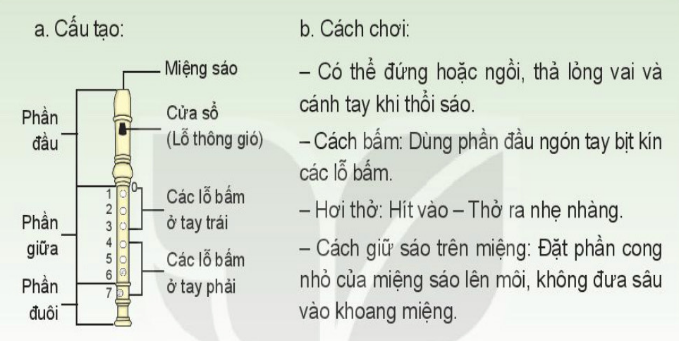 a. Cấu tạo:
Miệng sáo
Cửa sổ
(Lỗ thông gió)
Phần
đầu
0
1
2
3
4
5
6
7
Các lỗ bấm
ở tay trái
Phần
giữa
Các lỗ bấm
ở tay phải
Phần
đuôi
b. Cách chơi:
– Có thể đứng hoặc ngồi, thả lỏng vai và
cánh tay khi thổi sáo.
– Cách bấm: Dùng phần đầu ngón tay bịt kín
các lỗ bấm.
– Hơi thở: Hít vào – Thở ra nhẹ nhàng.
– Cách giữ sáo trên miệng: Đặt phần cong
nhỏ của miệng sáo lên môi, không đưa sâu
vào khoang miệng.